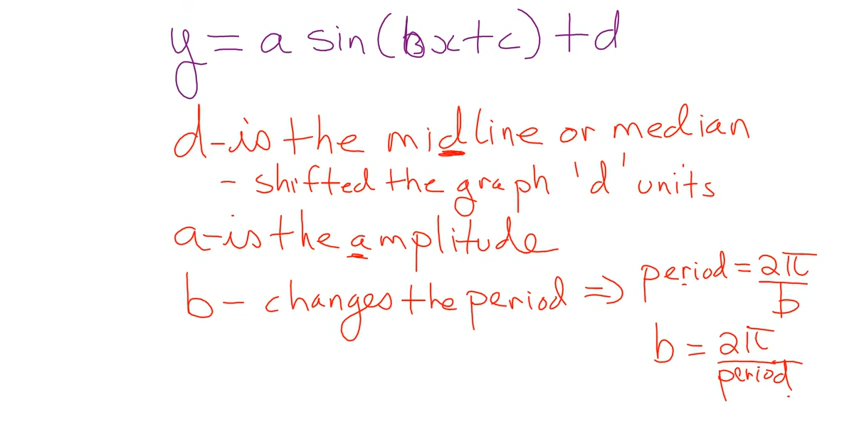 y = a sin(bx+c) + d
d - is the midline or median
- shifted the graph 'd' units
a - is the amplitude
b - changes the period ⇒ period = 2π/b
b = 2π/period